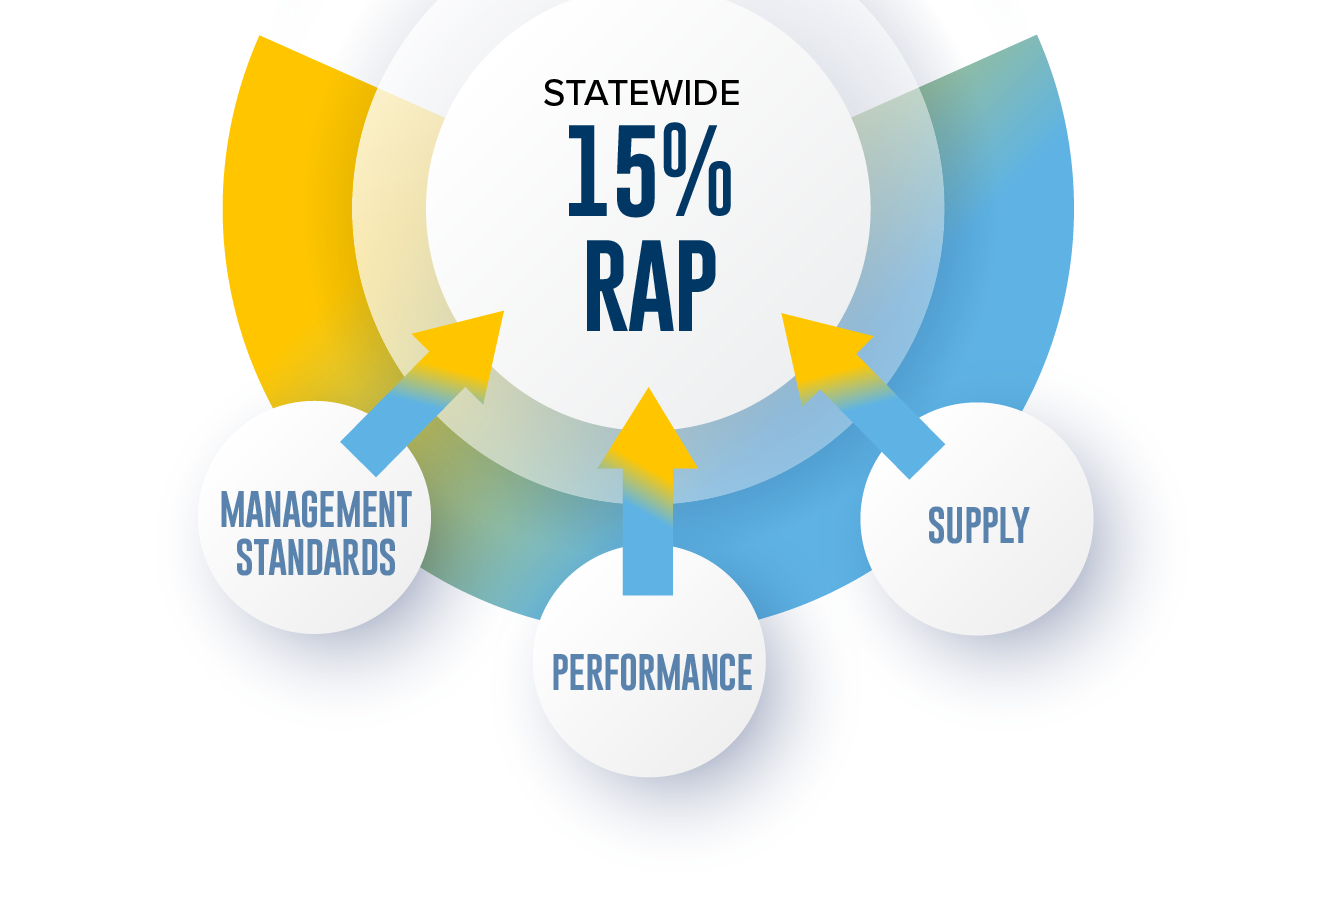 STATEWIDE
15%
RAP
MANAGEMENT
STANDARDS
SUPPLY
PERFORMANCE